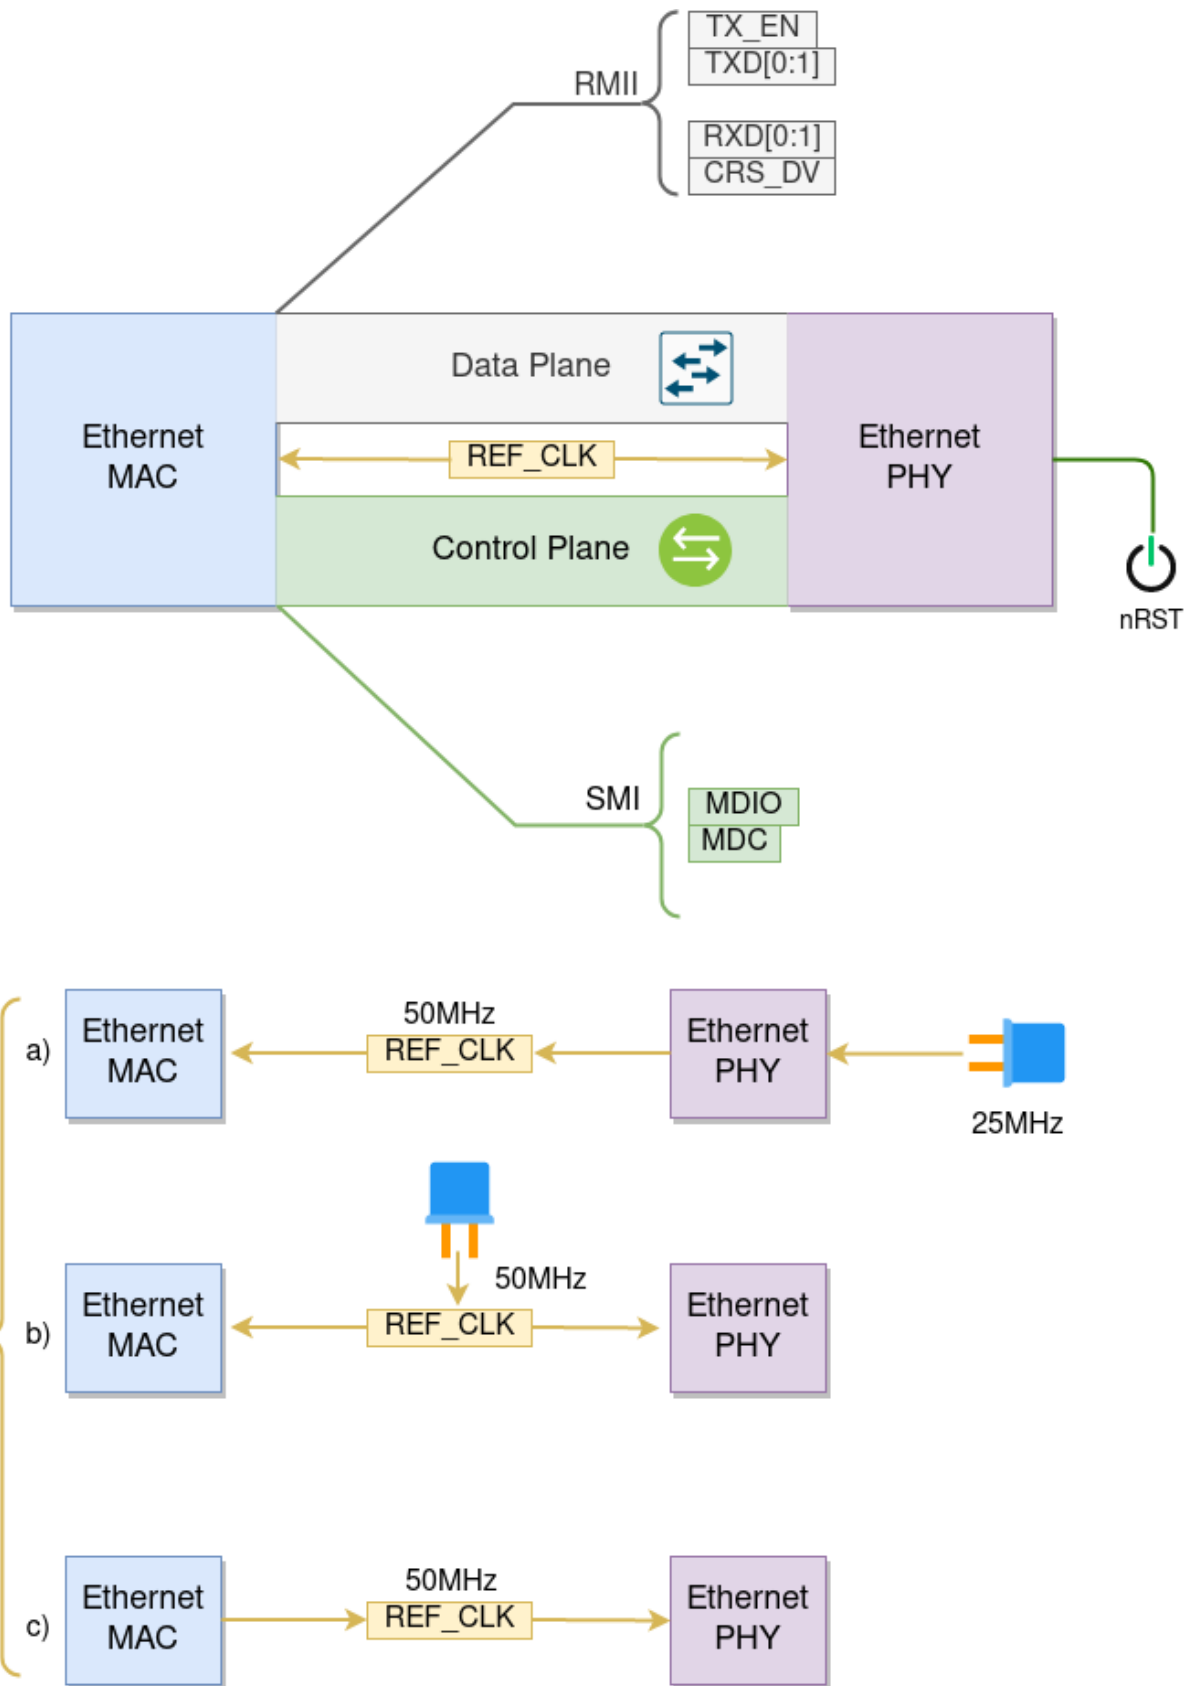 TX_EN
TXD[0:1]
RMII
RXD[0:1]
CRS_DV
Data Plane
Ethernet
MAC
REF_CLK
Ethernet
PHY
Control Plane
nRST
SMI
MDIO
MDC
a)
Ethernet
MAC
50MHz
REF_CLK
Ethernet
PHY
25MHz
b)
Ethernet
MAC
50MHz
REF_CLK
Ethernet
PHY
c)
Ethernet
MAC
50MHz
REF_CLK
Ethernet
PHY